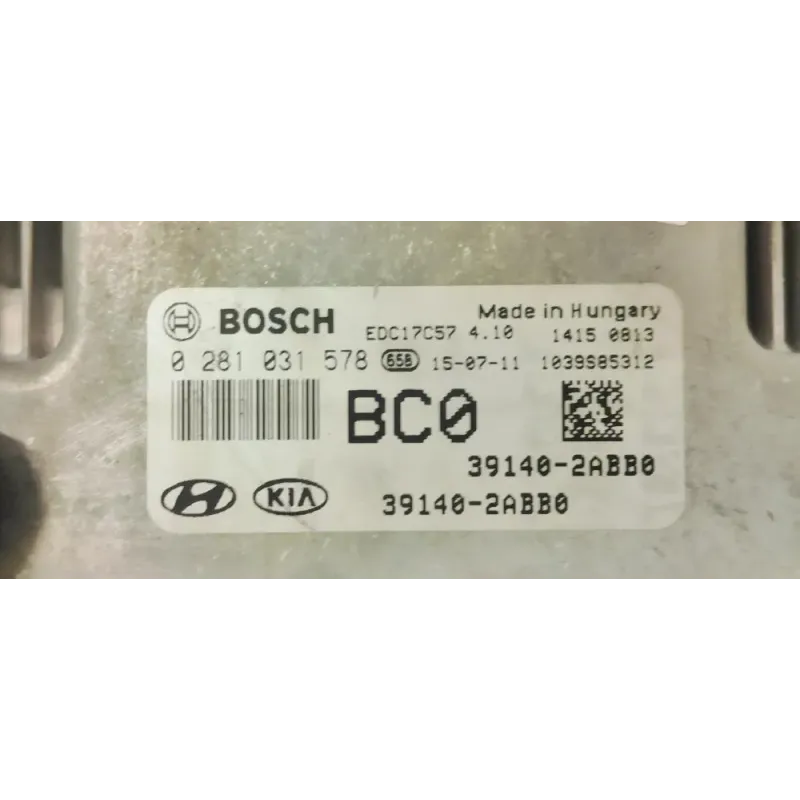 BOSCH Made in Hungary
EDC17C57 4.10 1415 0813
0 281 031 578 65B 15-07-11 1039S85312
BC0
39140-2ABB0
KIA 39140-2ABB0